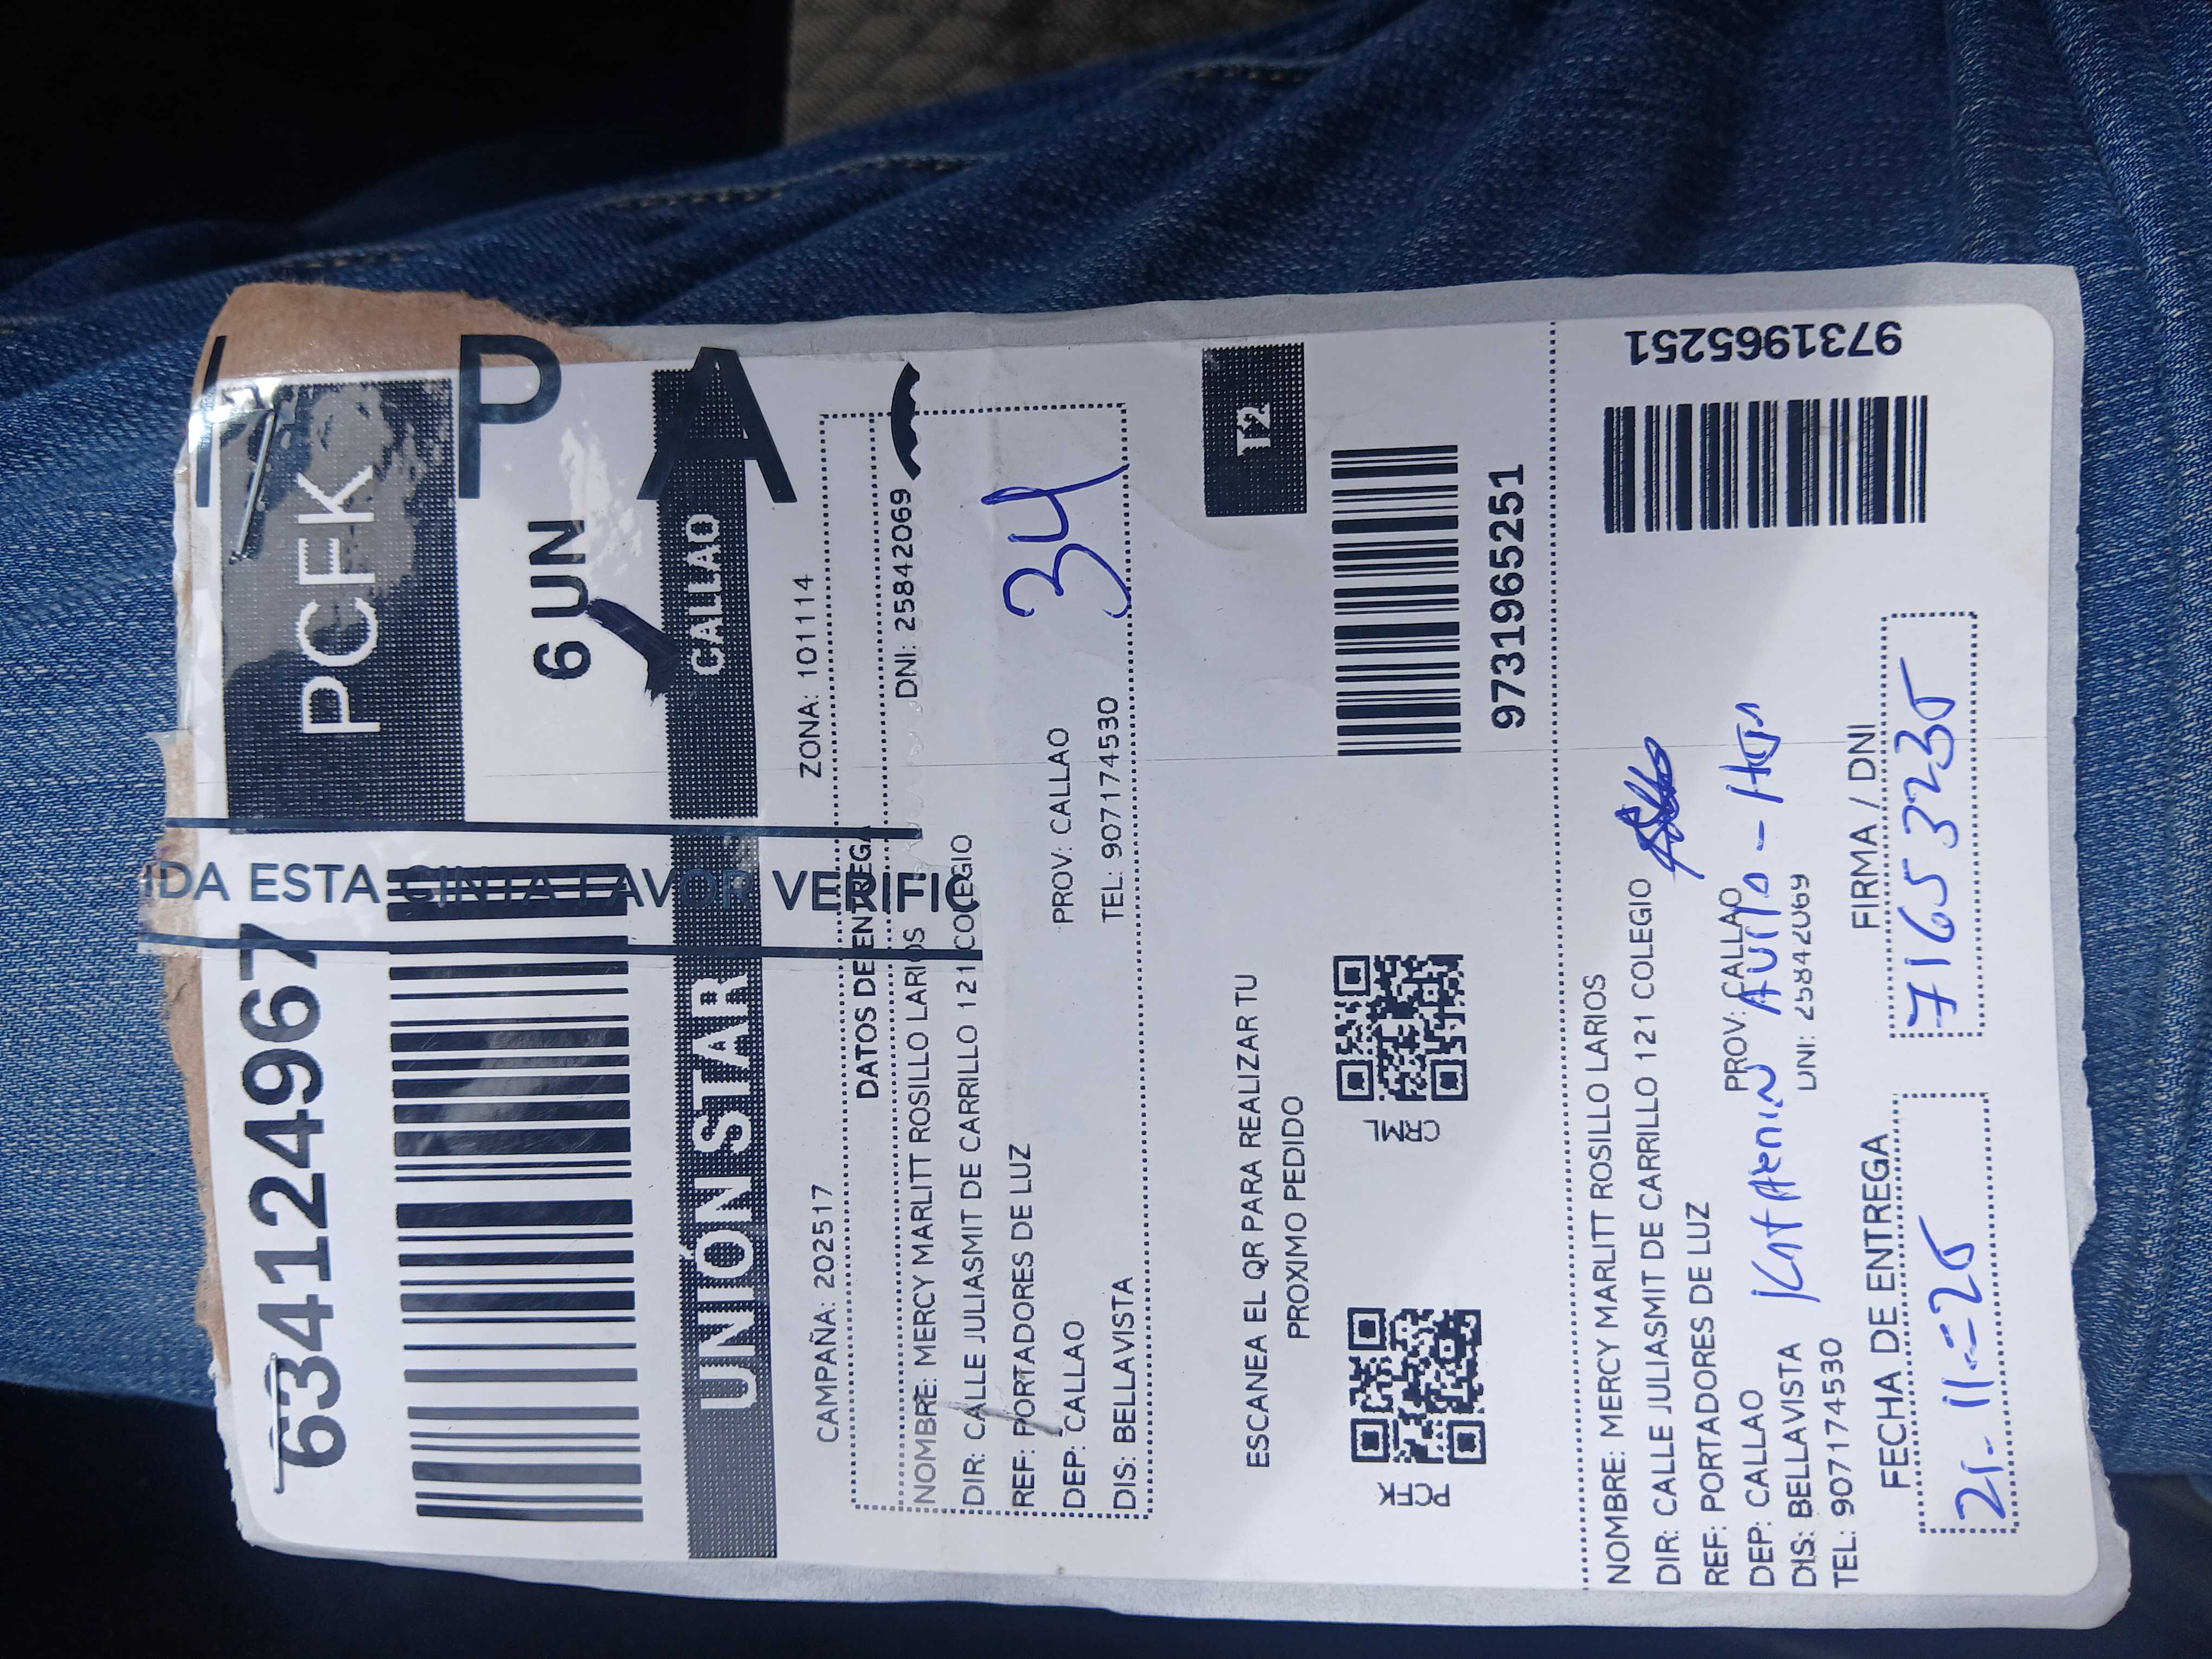 I P A
PCFK
634124967
6 UN
IDA ESTA CINTA FAVOR VERIFIC
UNIÓN STAR CALLAO
CAMPAÑA: 202517 ZONA: 101114
DATOS DE ENTREGA
NOMBRE: MERCY MARLITT ROSILLO LARIOS DNI: 25842069
DIR: CALLE JULIASMIT DE CARRILLO 121 COLEGIO
REF: PORTADORES DE LUZ
34
DEP: CALLAO PROV: CALLAO
DIS: BELLAVISTA TEL: 907174530
T2
ESCANEA EL QR PARA REALIZAR TU
PROXIMO PEDIDO
9731965251
9731965251
NOMBRE: MERCY MARLITT ROSILLO LARIOS
DIR: CALLE JULIASMIT DE CARRILLO 121 COLEGIO
REF: PORTADORES DE LUZ
DEP: CALLAO PROV: CALLAO
DIS: BELLAVISTA DNI: 25842069
TEL: 907174530
FECHA DE ENTREGA FIRMA / DNI
21-11-25 71653235